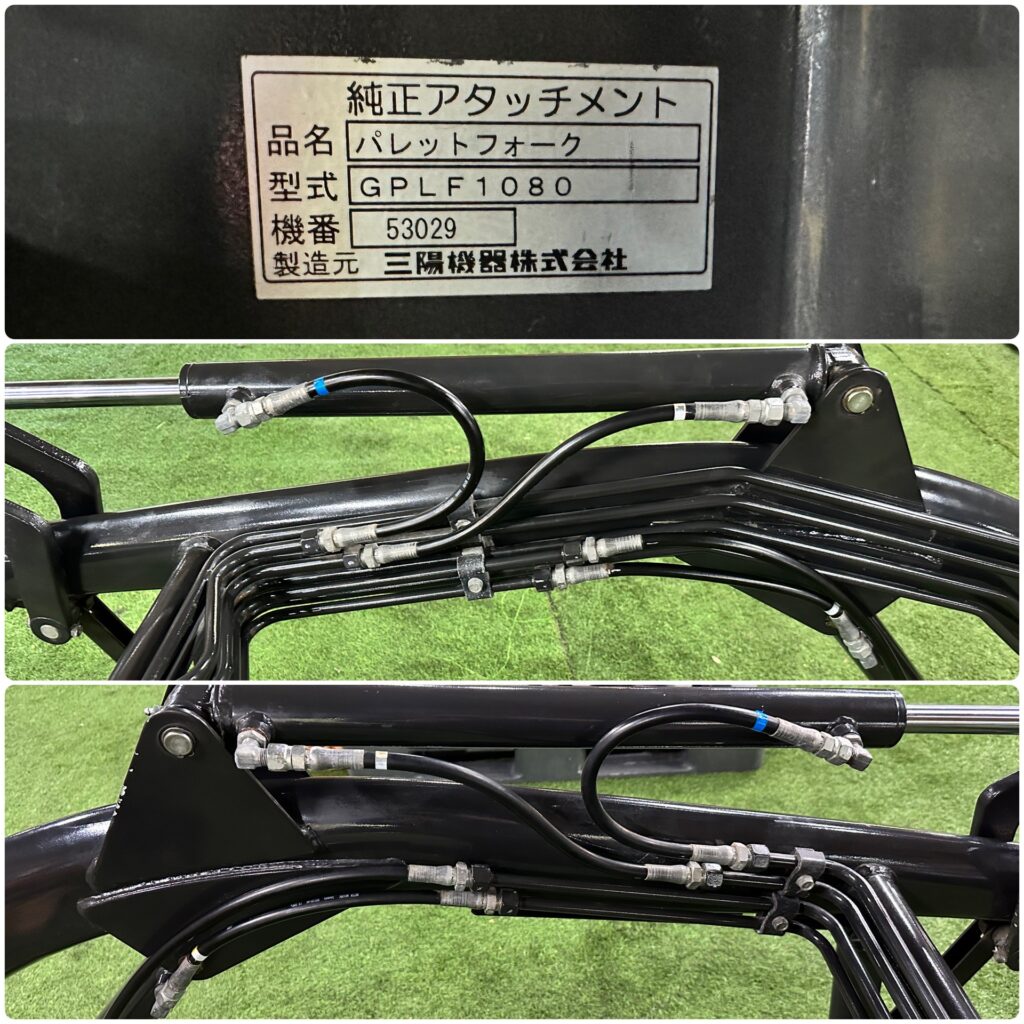 純正アタッチメント
品名 パレットフォーク
型式 GPLF1080
機番 53029
製造元 三陽機器株式会社